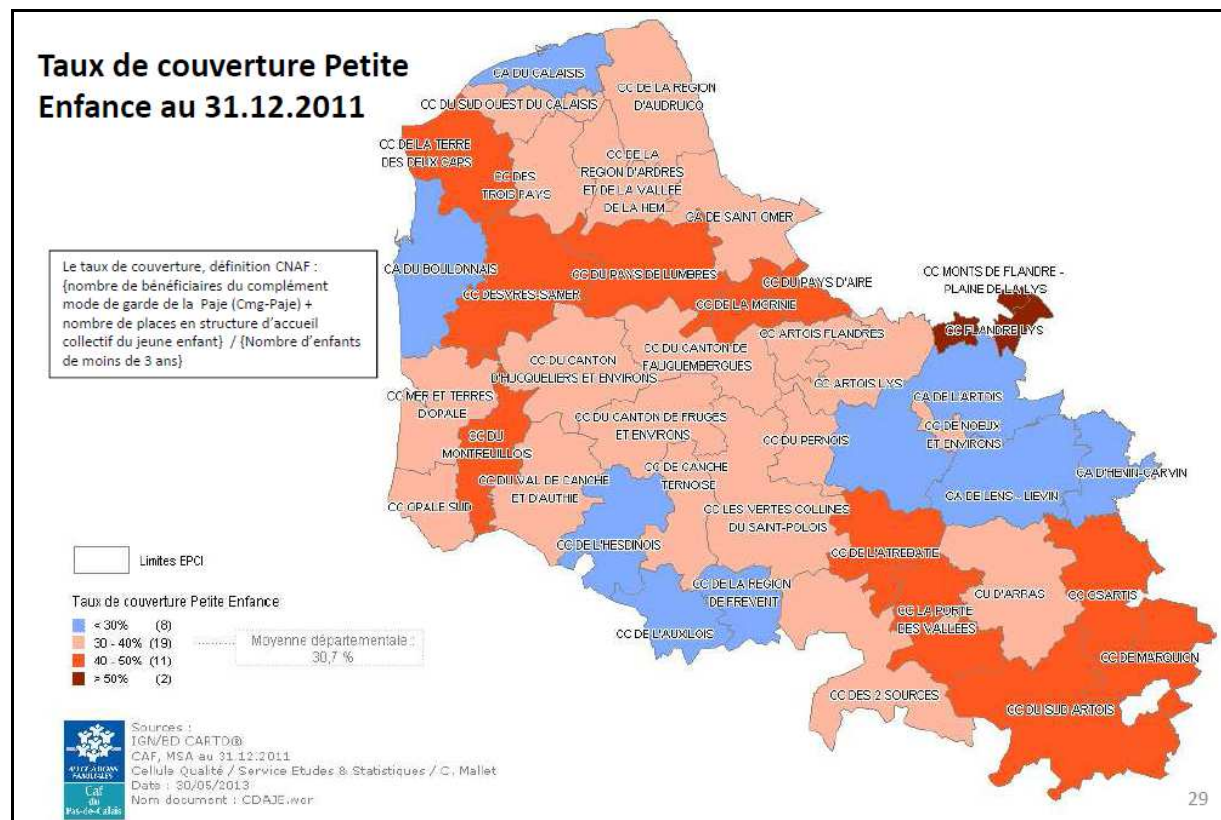 Taux de couverture Petite
Enfance au 31.12.2011
CA DU CALAISIS
CC DE LA REGION
D'AUDRUICQ
CC DU SUD OUEST DU CALAISIS
CC DE LA TERRE
DES DEUX CAPS
CC DES
TROIS PAYS
CC DE LA
REGION D'ARDRES
ET DE LA VALLEE
DE LA HEM
CA DE SAINT OMER
Le taux de couverture, définition CNAF :
{nombre de bénéficiaires du complément
mode de garde de la Paje (Cmg-Paje) +
nombre de places en structure d'accueil
collectif du jeune enfant} / {Nombre d'enfants
de moins de 3 ans}
CA DU BOULONNAIS
CC DU PAYS DE LUMBRES
CC DU PAYS D'AIRE
CC MONTS DE FLANDRE -
PLAINE DE LA LYS
CC DESVRES-SAMER
CC DE LA MORINIE
CC FLANDRE LYS
CC ARTOIS FLANDRES
CC DU CANTON
D'HUCQUELIERS ET ENVIRONS
CC DU CANTON DE
FAUQUEMBERGUES
CC ARTOIS LYS
CC MER ET TERRES
D'OPALE
CA DE L'ARTOIS
CC DU CANTON DE FRUGES
ET ENVIRONS
CC DE NOEUX
ET ENVIRONS
CC DU
MONTREUILLOIS
CC DU PERNOIS
CC DU VAL DE CANCHE
ET D'AUTHIE
CC DE CANCHE
TERNOISE
CA D'HENIN-CARVIN
CC OPALE SUD
CA DE LENS - LIEVIN
CC LES VERTES COLLINES
DU SAINT-POLOIS
CC DE L'HESDINOIS
CC DE L'ATREBATIE
CC DE LA REGION
DE FREVENT
CU D'ARRAS
CC OSARTIS
CC LA PORTE
DES VALLEES
CC DE L'AUXILOIS
CC DE MARQUION
CC DES 2 SOURCES
CC DU SUD ARTOIS
Limites EPCI
Taux de couverture Petite Enfance
< 30% (8)
30 - 40% (19)
40 - 50% (11)
> 50% (2)
Moyenne départementale :
30,7 %
ALLOCATIONS
FAMILIALES
Caf
du
Pas-de-Calais
Sources :
IGN/BD CARTO®
CAF, MSA au 31.12.2011
Cellule Qualité / Service Etudes & Statistiques / C. Mallet
Date : 30/05/2013
Nom document : CDAJE.wor
29